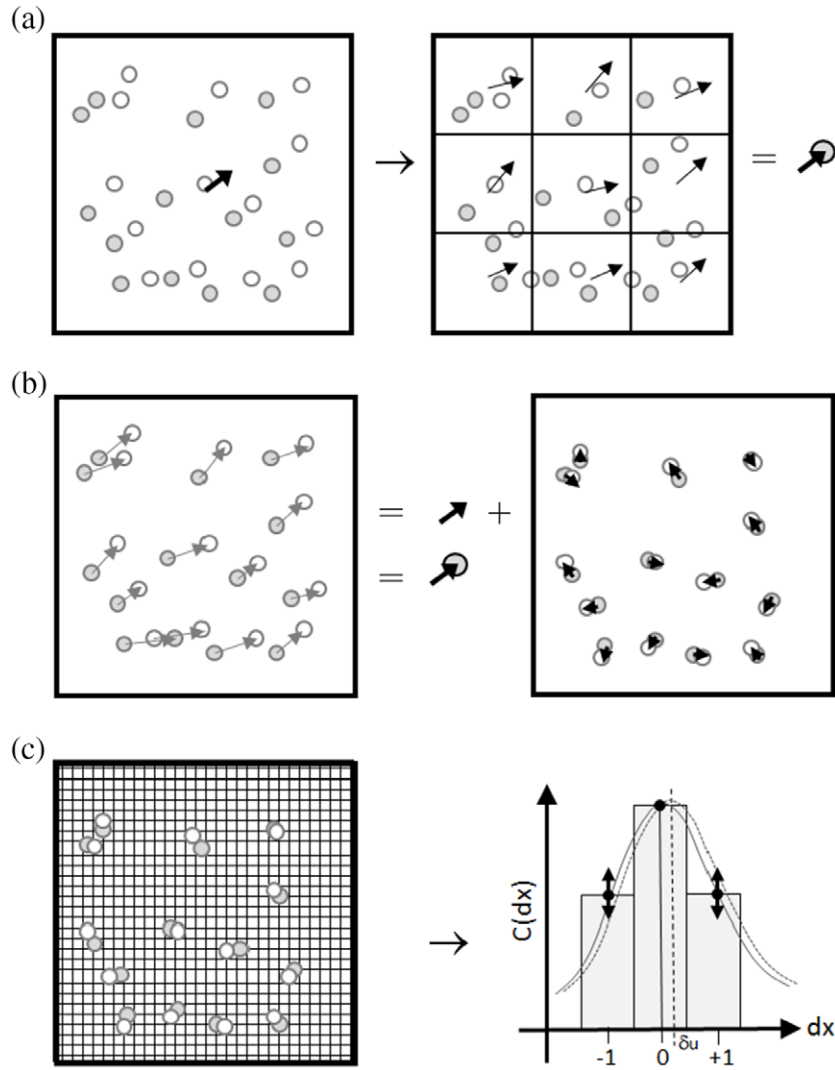 (a)
→ =
(b)
= +
=
(c)
→
C(dx)
-1 0 δu +1 dx